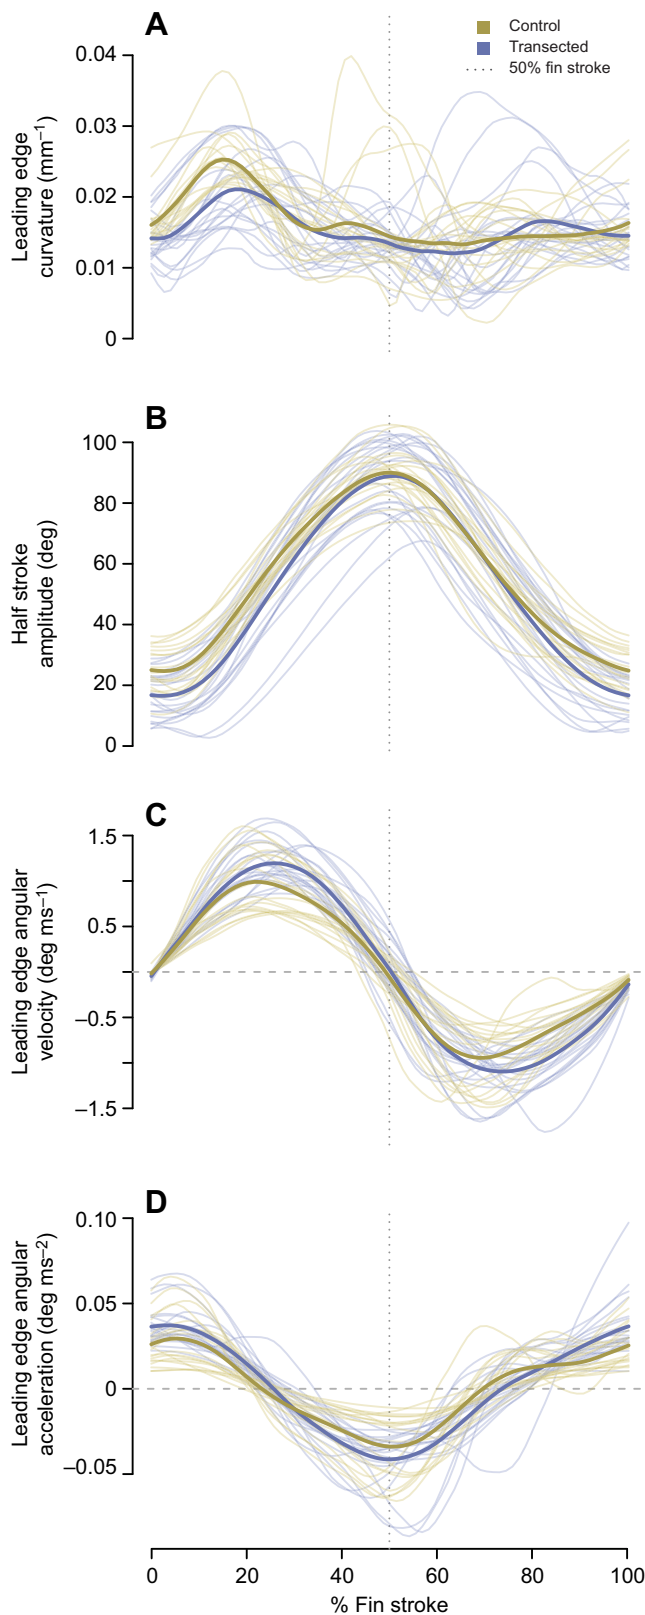 A
Control
Transected
50% fin stroke
Leading edge
curvature (mm–1)
0.04
0.03
0.02
0.01
0
B
Half stroke
amplitude (deg)
100
80
60
40
20
0
C
Leading edge angular
velocity (deg ms–1)
1.5
0.5
–0.5
–1.5
D
Leading edge angular
acceleration (deg ms–2)
0.10
0.05
0
–0.05
0 20 40 60 80 100
% Fin stroke